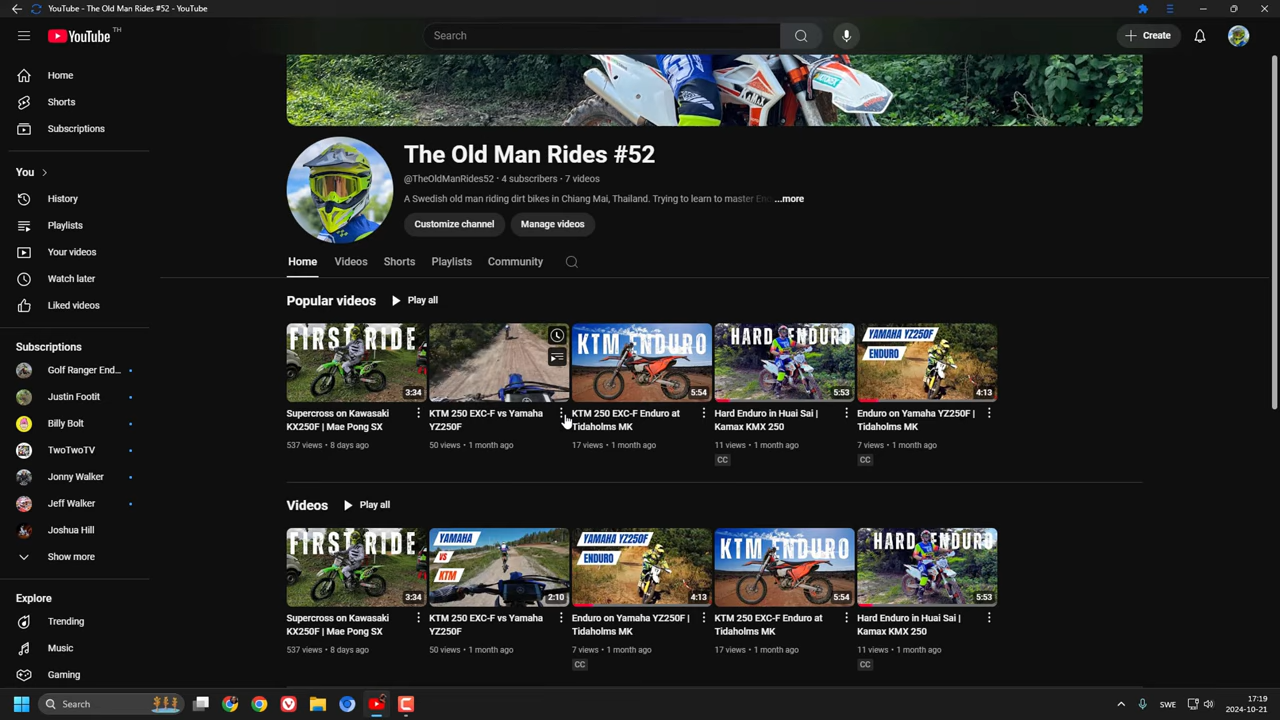 YouTube - The Old Man Rides #52 - YouTube
YouTube TH
Search
Create
Home
Shorts
Subscriptions
You
History
Playlists
Your videos
Watch later
Liked videos
Subscriptions
Golf Ranger End...
Justin Footit
Billy Bolt
TwoTwoTV
Jonny Walker
Jeff Walker
Joshua Hill
Show more
Explore
Trending
Music
Gaming
KAMAX
The Old Man Rides #52
@TheOldManRides52 • 4 subscribers • 7 videos
A Swedish old man riding dirt bikes in Chiang Mai, Thailand. Trying to learn to master En ...more
Customize channel
Manage videos
Home
Videos
Shorts
Playlists
Community
Popular videos
Play all
FIRST RIDE
3:34
Supercross on Kawasaki
KX250F | Mae Pong SX
537 views • 8 days ago
KTM 250 EXC-F vs Yamaha
YZ250F
50 views • 1 month ago
KTM ENDURO
5:54
KTM 250 EXC-F Enduro at
Tidaholms MK
17 views • 1 month ago
HARD ENDURO
5:53
Hard Enduro in Huai Sai |
Kamax KMX 250
11 views • 1 month ago
CC
YAMAHA YZ250F
ENDURO
4:13
Enduro on Yamaha YZ250F |
Tidaholms MK
7 views • 1 month ago
CC
Videos
Play all
FIRST RIDE
3:34
Supercross on Kawasaki
KX250F | Mae Pong SX
537 views • 8 days ago
YAMAHA
VS
KTM
2:10
KTM 250 EXC-F vs Yamaha
YZ250F
50 views • 1 month ago
YAMAHA YZ250F
ENDURO
4:13
Enduro on Yamaha YZ250F |
Tidaholms MK
7 views • 1 month ago
CC
KTM ENDURO
5:54
KTM 250 EXC-F Enduro at
Tidaholms MK
17 views • 1 month ago
HARD ENDURO
5:53
Hard Enduro in Huai Sai |
Kamax KMX 250
11 views • 1 month ago
CC
Search
SWE
17:19
2024-10-21